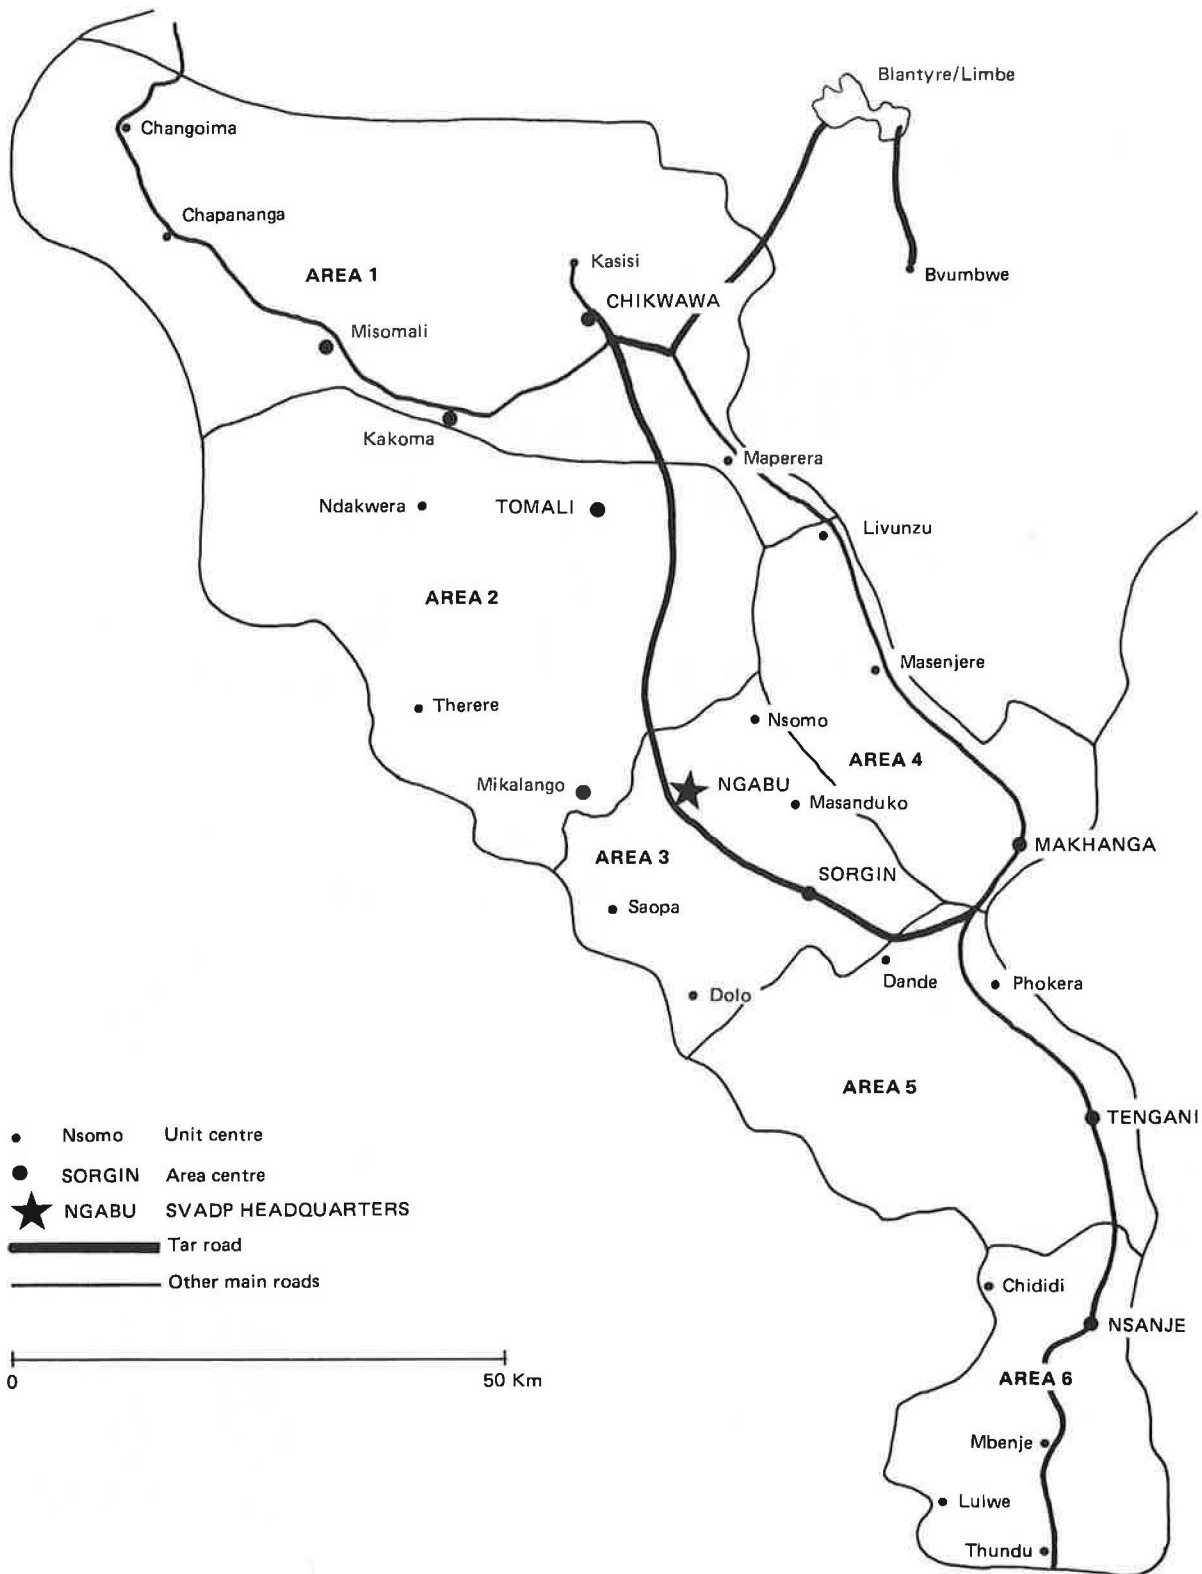 Blantyre/Limbe
Changoima
Chapananga
Kasisi
Bvumbwe
AREA 1
CHIKWAWA
Misomali
Kakoma
Maperera
Ndakwera
TOMALI
Livunzu
AREA 2
Masenjere
Therere
Nsomo
AREA 4
Mikalango
NGABU
Masanduko
MAKHANGA
AREA 3
SORGIN
Saopa
Dande
Phokera
Dolo
AREA 5
TENGANI
Nsomo Unit centre
SORGIN Area centre
NGABU SVADP HEADQUARTERS
Tar road
Other main roads
Chididi
NSANJE
0 50 Km
AREA 6
Mbenje
Lulwe
Thundu